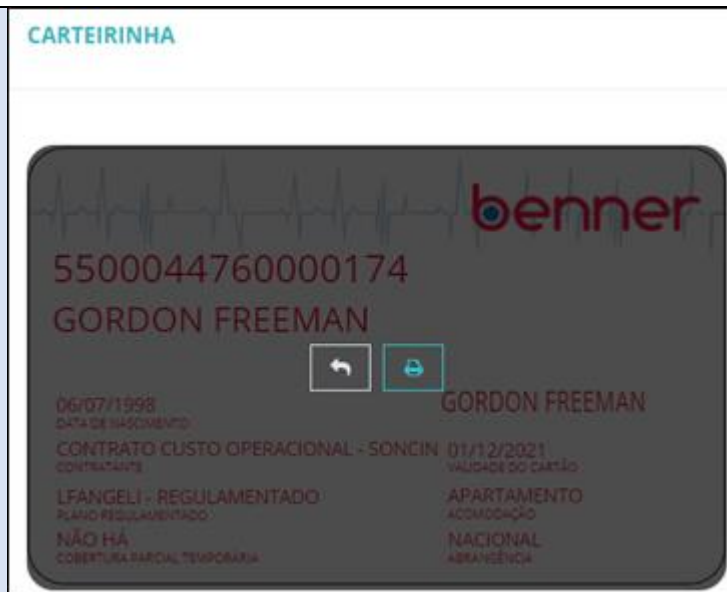 CARTEIRINHA
benner
5500044760000174
GORDON FREEMAN
06/07/1998 GORDON FREEMAN
DATA DE NASCIMENTO
CONTRATO CUSTO OPERACIONAL - SONCIN 01/12/2021
CONTRATANTE VALIDADE DO CARTÃO
LFANGELI - REGULAMENTADO APARTAMENTO
PLANO REGULAMENTADO ACOMODAÇÃO
NÃO HÁ NACIONAL
COBERTURA PARCIAL TEMPORÁRIA ABRANGÊNCIA